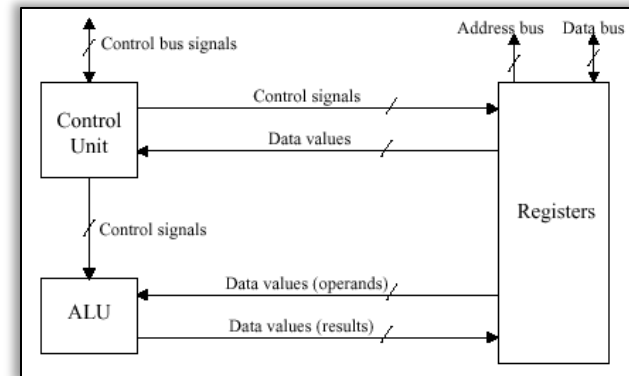 Address bus
Data bus
Control bus signals
Control signals
Control
Unit
Data values
Registers
Control signals
Data values (operands)
ALU
Data values (results)